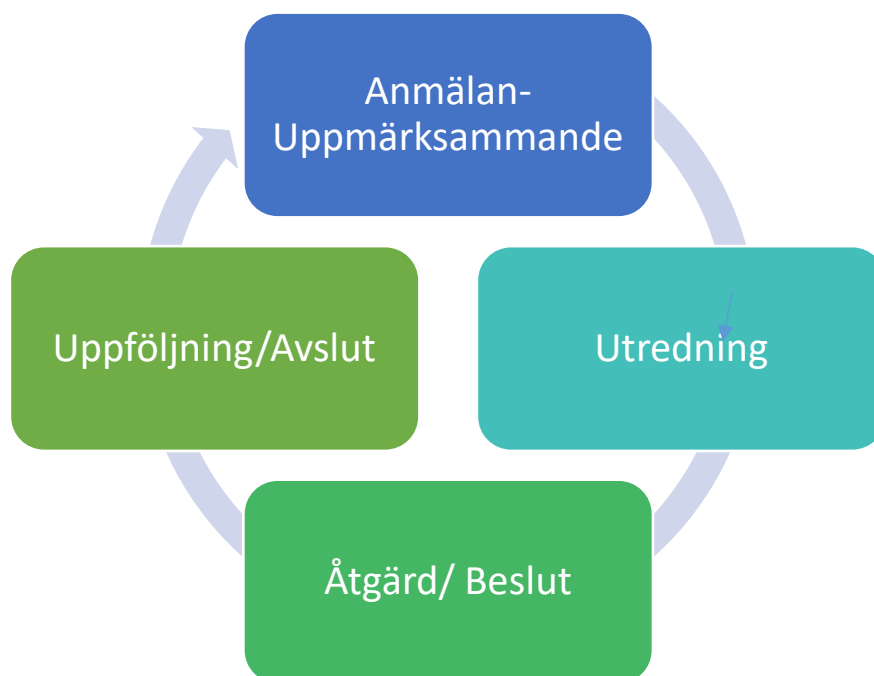 Anmälan-
Uppmärksammande
Utredning
Åtgärd/ Beslut
Uppföljning/Avslut